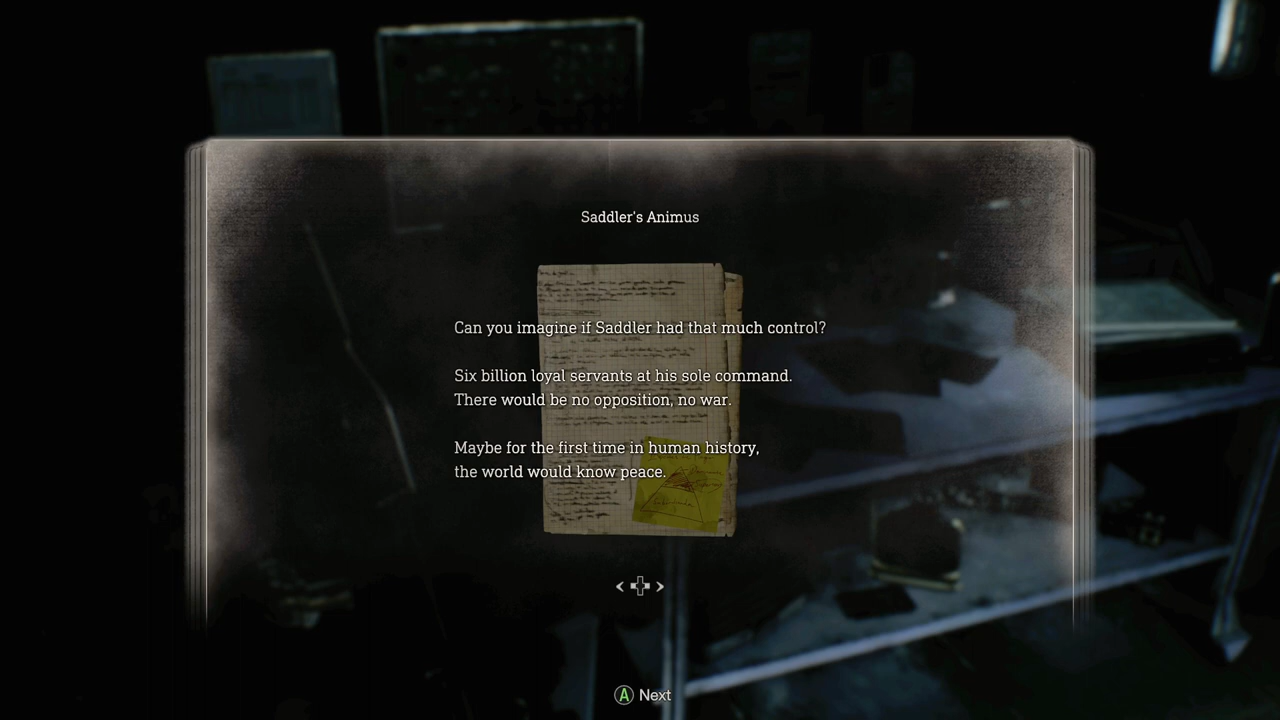 Saddler's Animus
Can you imagine if Saddler had that much control?
Six billion loyal servants at his sole command.
There would be no opposition, no war.
Maybe for the first time in human history,
the world would know peace.
A Next